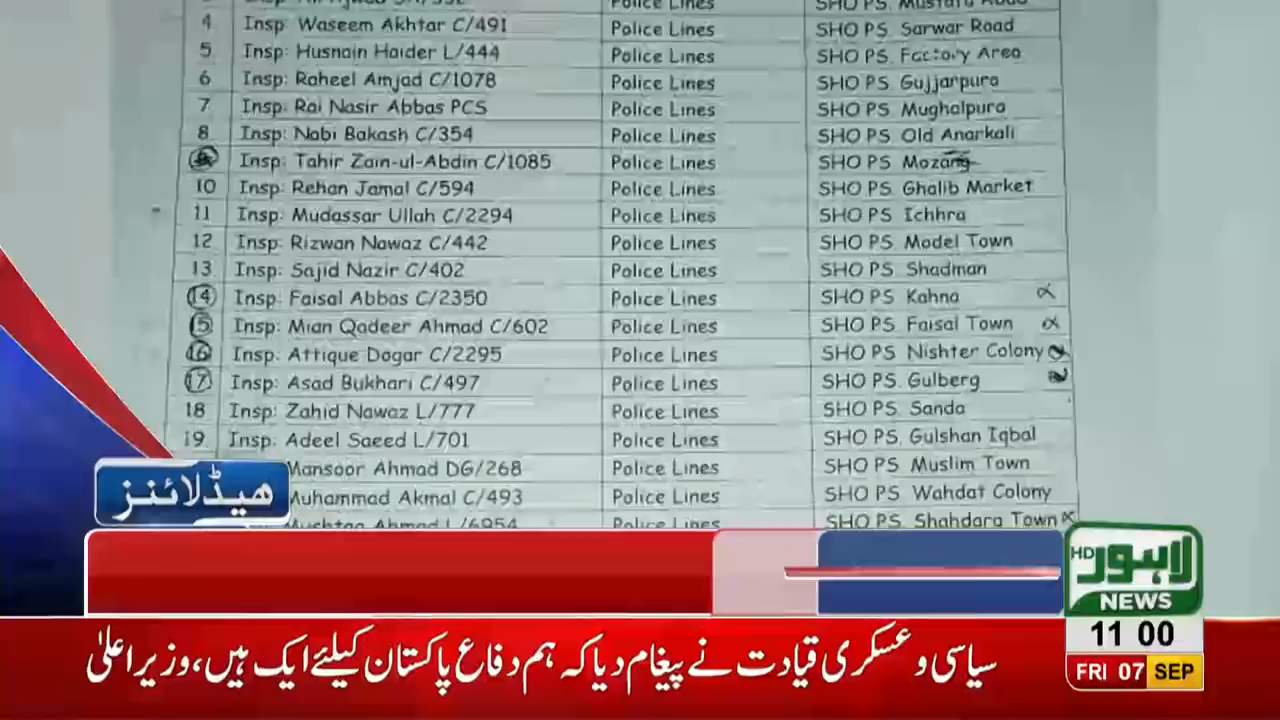 SHO PS. Mustafa Abad
4 Insp: Waseem Akhtar C/491 Police Lines SHO PS. Sarwar Road
5 Insp: Husnain Haider L/444 Police Lines SHO PS. Factory Area
6 Insp: Raheel Amjad C/1078 Police Lines SHO PS. Gujjarpura
7 Insp: Rai Nasir Abbas PCS Police Lines SHO PS. Mughalpura
8 Insp: Nabi Bakash C/354 Police Lines SHO PS. Old Anarkali
Insp: Tahir Zain-ul-Abdin C/1085 Police Lines SHO PS. Mozang
10 Insp: Rehan Jamal C/594 Police Lines SHO PS. Ghalib Market
11 Insp: Mudassar Ullah C/2294 Police Lines SHO PS. Ichhra
12 Insp: Rizwan Nawaz C/442 Police Lines SHO PS. Model Town
13 Insp: Sajid Nazir C/402 Police Lines SHO PS. Shadman
14 Insp: Faisal Abbas C/2350 Police Lines SHO PS. Kahna
15 Insp: Mian Qadeer Ahmad C/602 Police Lines SHO PS. Faisal Town
16 Insp: Attique Dogar C/2295 Police Lines SHO PS. Nishter Colony
17 Insp: Asad Bukhari C/497 Police Lines SHO PS. Gulberg
18 Insp: Zahid Nawaz L/777 Police Lines SHO PS. Sanda
19 Insp: Adeel Saeed L/701 Police Lines SHO PS. Gulshan Iqbal
Mansoor Ahmad DG/268 Police Lines SHO PS. Muslim Town
Muhammad Akmal C/493 Police Lines SHO PS. Wahdat Colony
Mushtaq Ahmad L/6954 Police Lines SHO PS. Shahdara Town
ھیڈلائنز
HD لاہور
NEWS
11 00
FRI 07 SEP
سیاسی و عسکری قیادت نے پیغام دیا کہ ہم دفاع پاکستان کیلئے ایک ہیں، وزیراعلیٰ